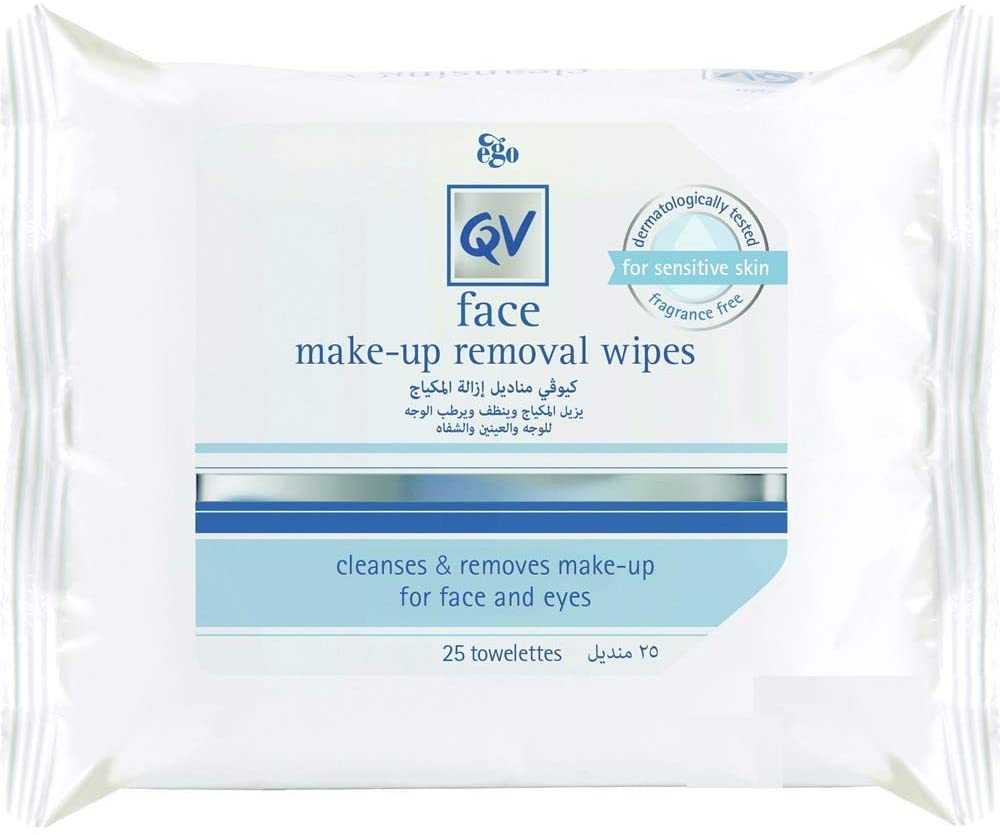 cleansing
QV
ego
QV
face
make-up removal wipes
كيوڤي مناديل إزالة المكياج
يزيل المكياج وينظف ويرطب الوجه
للوجه والعينين والشفاه
dermatologically tested
for sensitive skin
fragrance free
cleanses & removes make-up
for face and eyes
25 towelettes ٢٥ منديل